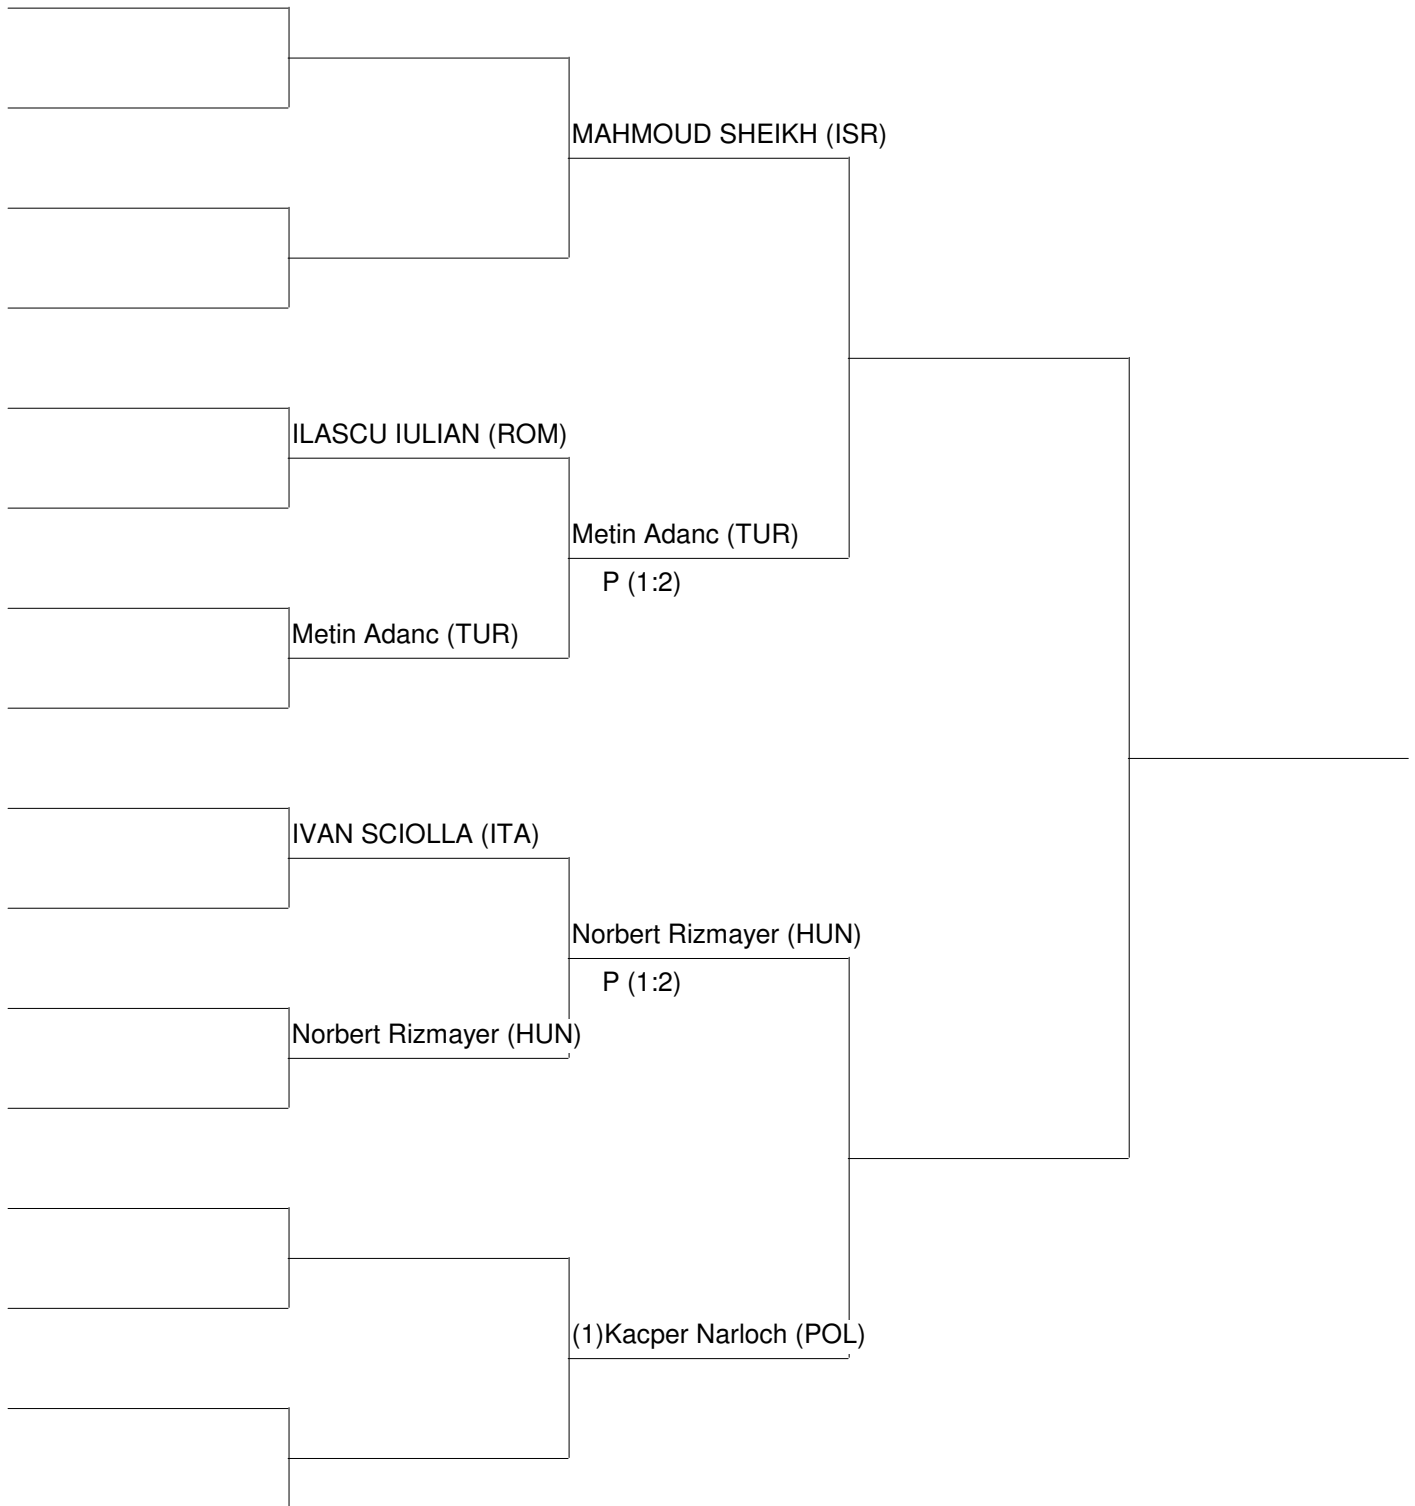 MAHMOUD SHEIKH (ISR)
ILASCU IULIAN (ROM)
Metin Adanc (TUR)
P (1:2)
Metin Adanc (TUR)
IVAN SCIOLLA (ITA)
Norbert Rizmayer (HUN)
P (1:2)
Norbert Rizmayer (HUN)
(1)Kacper Narloch (POL)